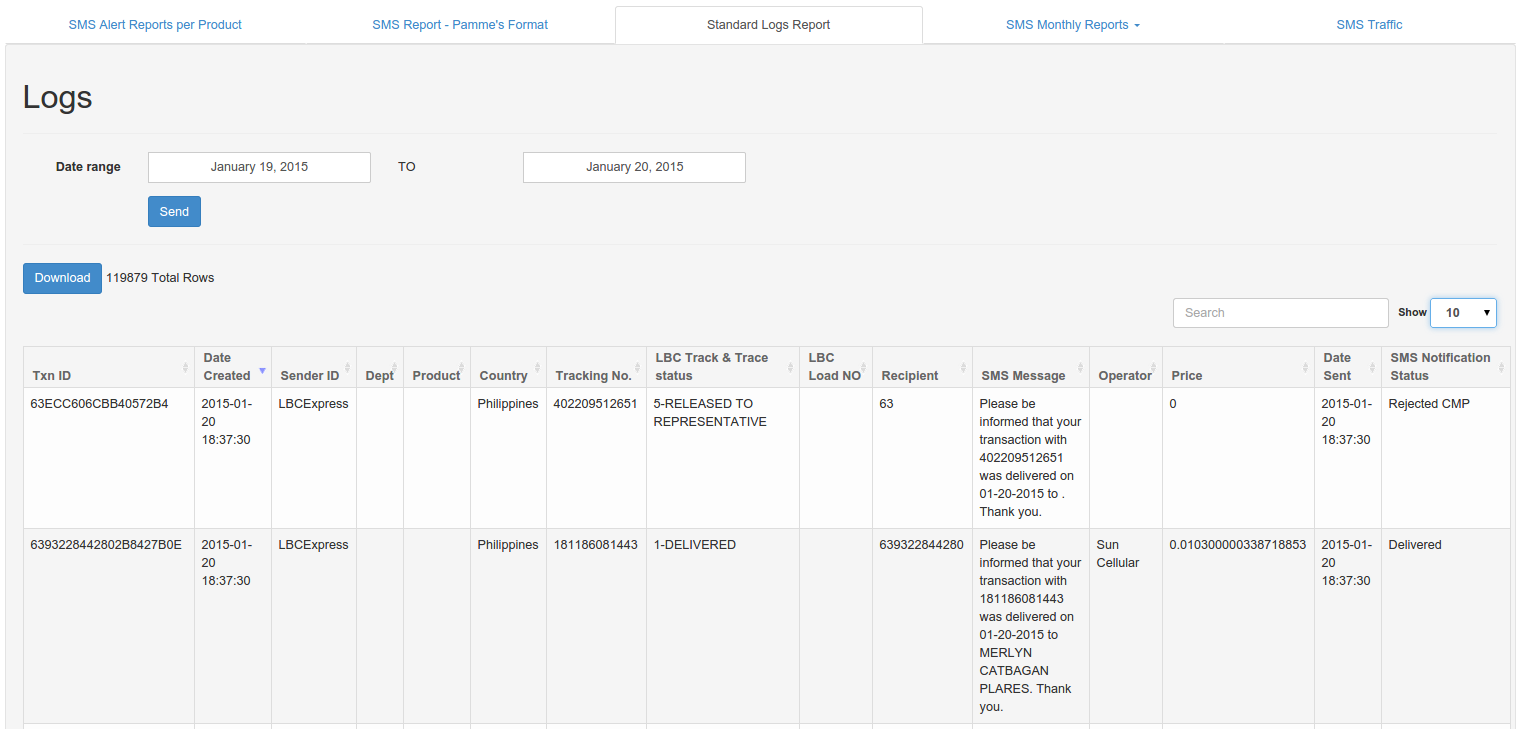 SMS Alert Reports per Product
SMS Report - Pamme's Format
Standard Logs Report
SMS Monthly Reports
SMS Traffic
Logs
Date range
January 19, 2015
TO
January 20, 2015
Send
Download
119879 Total Rows
Search
Show
10
Txn ID
Date
Created
Sender ID
Dept
Product
Country
Tracking No.
LBC Track & Trace
status
LBC
Load NO
Recipient
SMS Message
Operator
Price
Date
Sent
SMS Notification
Status
63ECC606CBB40572B4
2015-01-
20
18:37:30
LBCExpress
Philippines
402209512651
5-RELEASED TO
REPRESENTATIVE
63
Please be
informed that your
transaction with
402209512651
was delivered on
01-20-2015 to .
Thank you.
0
2015-01-
20
18:37:30
Rejected CMP
6393228442802B8427B0E
2015-01-
20
18:37:30
LBCExpress
Philippines
181186081443
1-DELIVERED
639322844280
Please be
informed that your
transaction with
181186081443
was delivered on
01-20-2015 to
MERLYN
CATBAGAN
PLARES. Thank
you.
Sun
Cellular
0.010300000338718853
2015-01-
20
18:37:30
Delivered